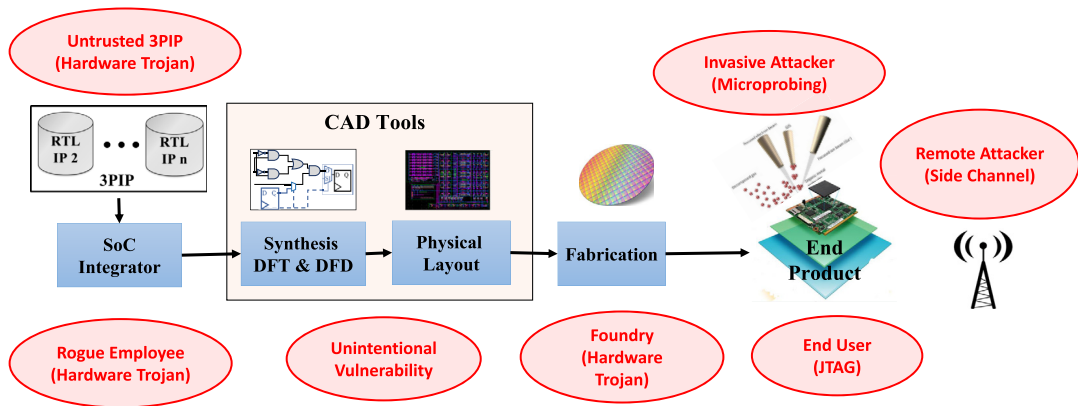 Untrusted 3PIP
(Hardware Trojan)
Invasive Attacker
(Microprobing)
RTL
IP 2
RTL
IP n
3PIP
CAD Tools
Remote Attacker
(Side Channel)
SoC
Integrator
Synthesis
DFT & DFD
Physical
Layout
Fabrication
End
Product
Rogue Employee
(Hardware Trojan)
Unintentional
Vulnerability
Foundry
(Hardware
Trojan)
End User
(JTAG)